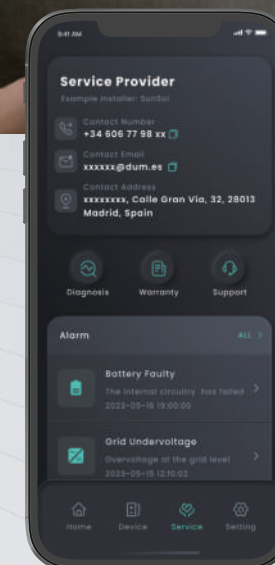 9:41 AM
Service Provider
Example Installer: SunSol
Contact Number
+34 606 77 98 xx
Contact Email
xxxxxx@dum.es
Contact Address
xxxxxxxx, Calle Gran Vía, 32, 28013
Madrid, Spain
Diagnosis
Warranty
Support
Alarm
ALL >
Battery Faulty
The internal circuitry has failed
2023-05-16 19:00:00
Grid Undervoltage
Overvoltage at the grid level
2023-05-15 12:10:02
Home
Device
Service
Setting